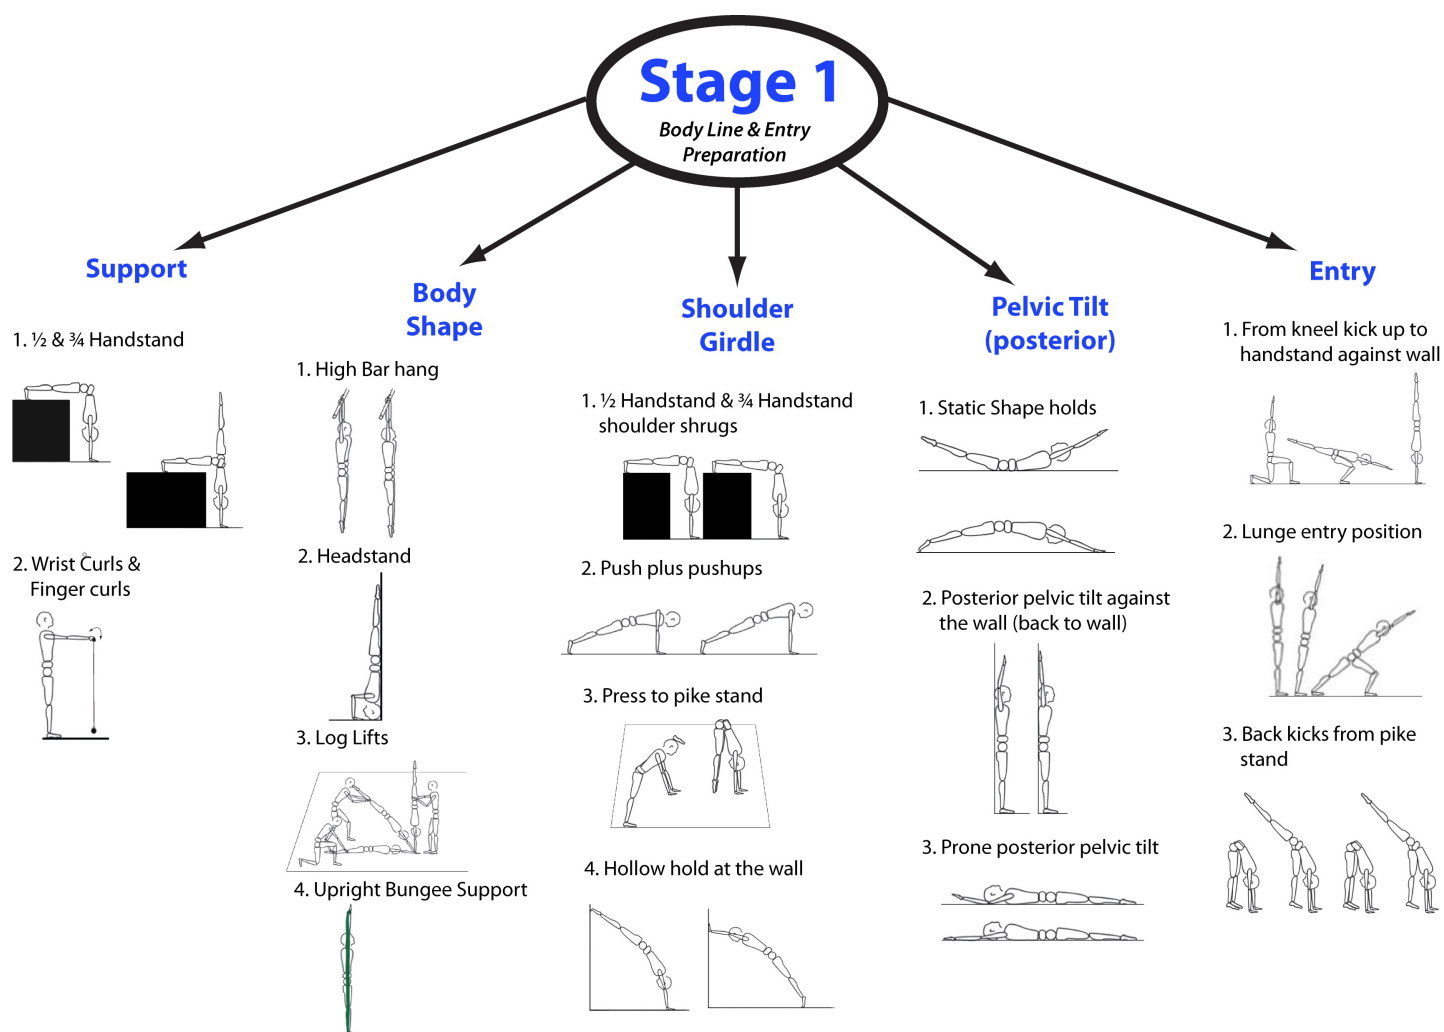 Stage 1
Body Line & Entry
Preparation
Support
1. ½ & ¾ Handstand
2. Wrist Curls &
Finger curls
Body
Shape
1. High Bar hang
2. Headstand
3. Log Lifts
4. Upright Bungee Support
Shoulder
Girdle
1. ½ Handstand & ¾ Handstand
shoulder shrugs
2. Push plus pushups
3. Press to pike stand
4. Hollow hold at the wall
Pelvic Tilt
(posterior)
1. Static Shape holds
2. Posterior pelvic tilt against
the wall (back to wall)
3. Prone posterior pelvic tilt
Entry
1. From kneel kick up to
handstand against wall
2. Lunge entry position
3. Back kicks from pike
stand